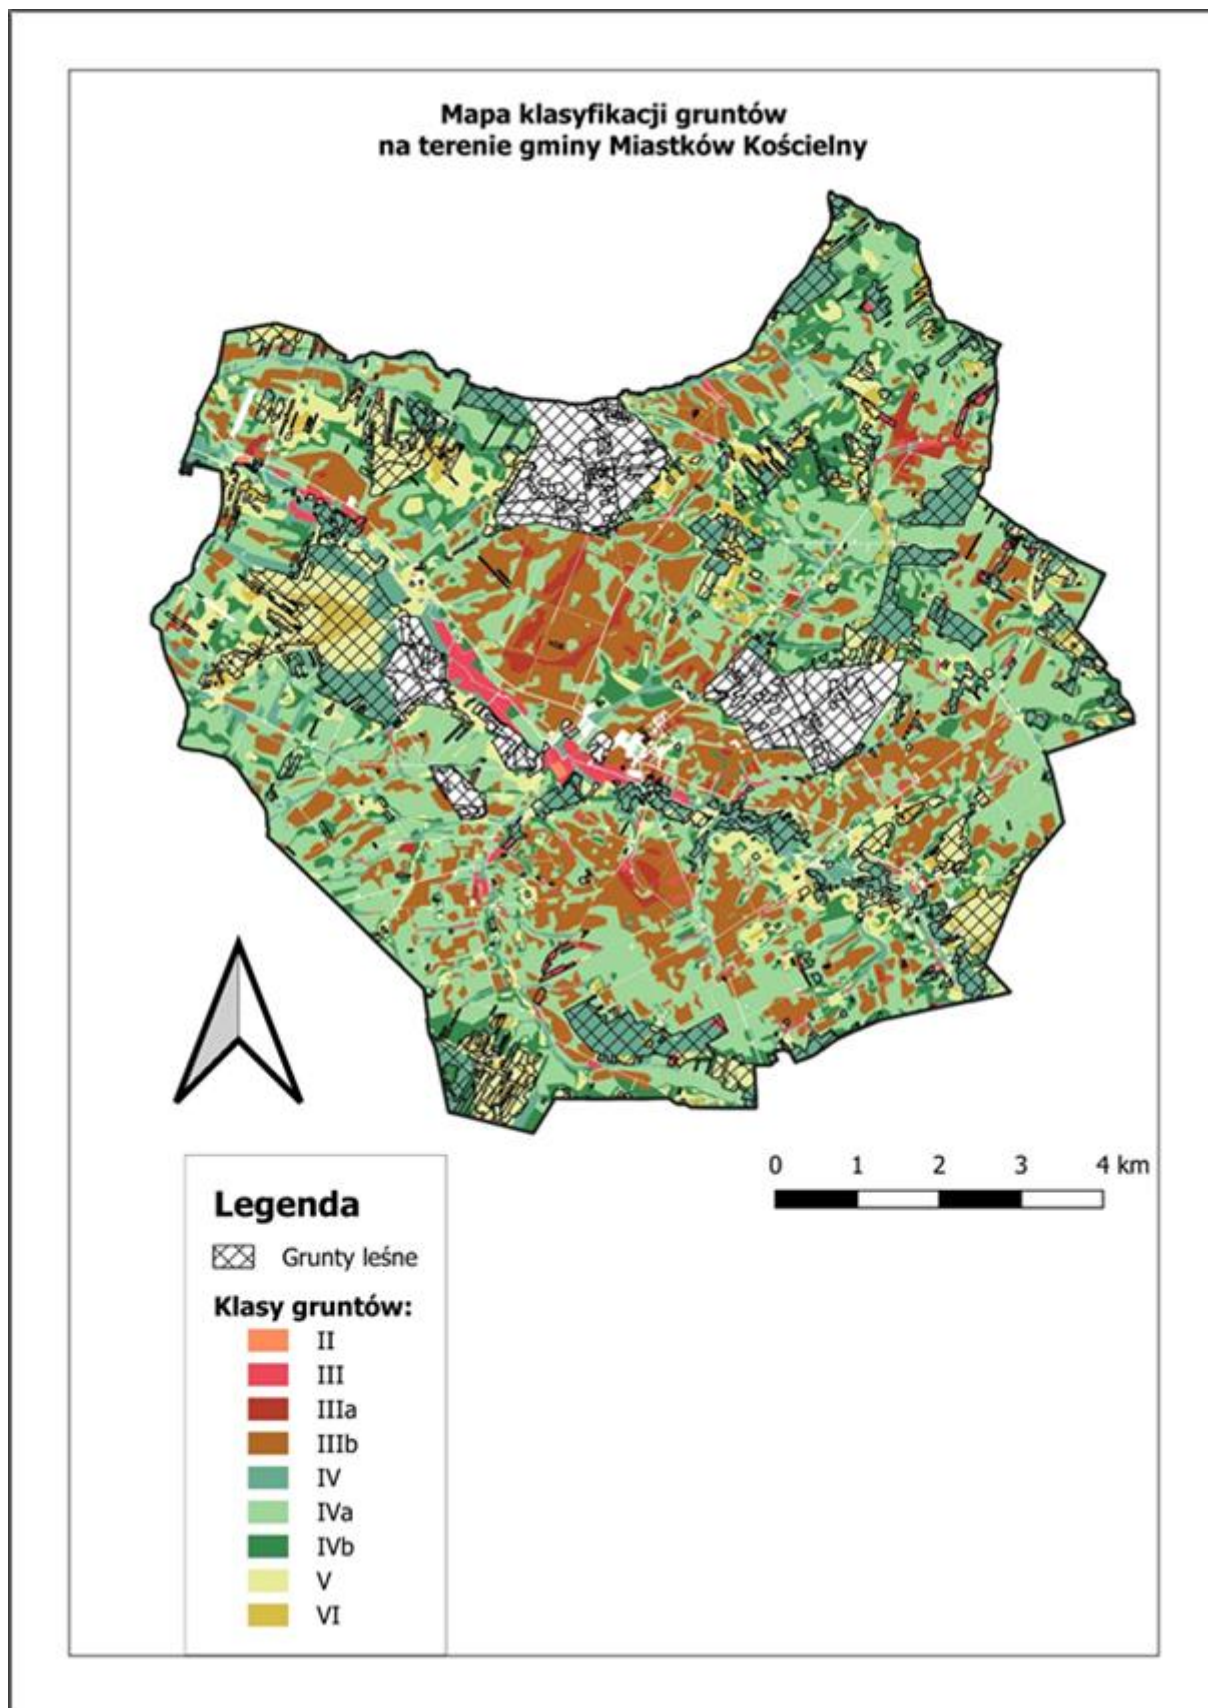 Mapa klasyfikacji gruntów
na terenie gminy Miastków Kościelny
0 1 2 3 4 km
Legenda
Grunty leśne
Klasy gruntów:
II
III
IIIa
IIIb
IV
IVa
IVb
V
VI